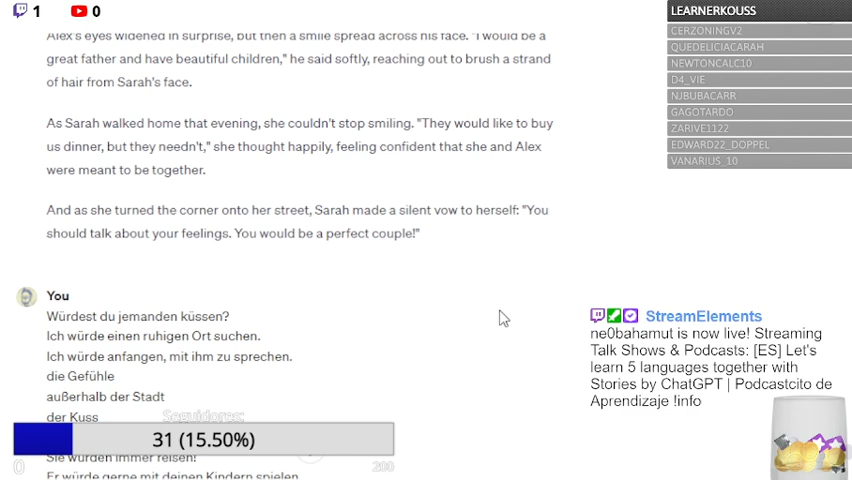 1
0
LEARNERKOUSS
CERZONINGV2
QUEDELICIACARAH
NEWTONCALC10
D4_VIE
NJBUBACARR
GAGOTARDO
ZARIVE1122
EDWARD22_DOPPEL
VANARIUS_10
Alex's eyes widened in surprise, but then a smile spread across his face. "I would be a
great father and have beautiful children," he said softly, reaching out to brush a strand
of hair from Sarah's face.
As Sarah walked home that evening, she couldn't stop smiling. "They would like to buy
us dinner, but they needn't," she thought happily, feeling confident that she and Alex
were meant to be together.
And as she turned the corner onto her street, Sarah made a silent vow to herself: "You
should talk about your feelings. You would be a perfect couple!"
You
Würdest du jemanden küssen?
Ich würde einen ruhigen Ort suchen.
Ich würde anfangen, mit ihm zu sprechen.
die Gefühle
außerhalb der Stadt
der Kuss
Seguidores:
31 (15.50%)
0
200
Sie würden immer reisen!
Er würde gerne mit deinen Kindern spielen
StreamElements
ne0bahamut is now live! Streaming
Talk Shows & Podcasts: [ES] Let's
learn 5 languages together with
Stories by ChatGPT | Podcastcito de
Aprendizaje !info